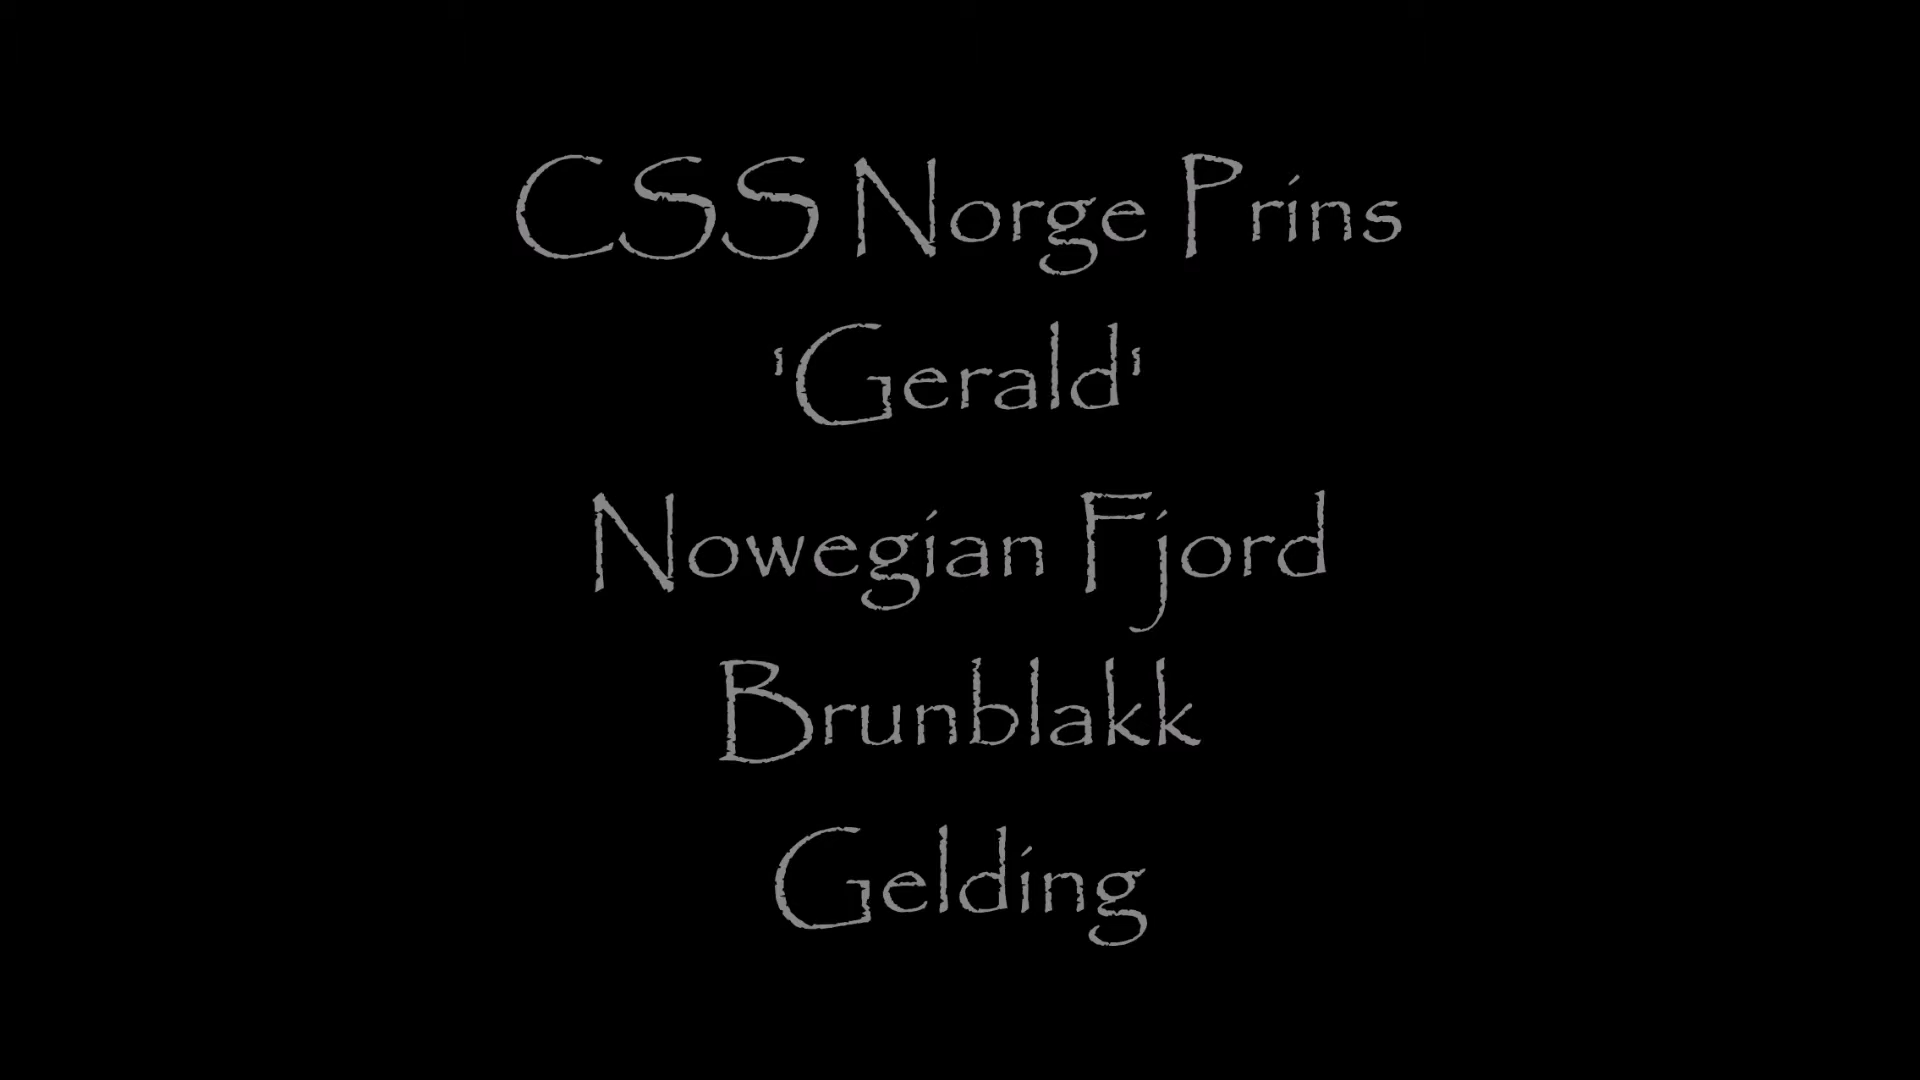 CSS Norge Prins
'Gerald'
Nowegian Fjord
Brunblakk
Gelding